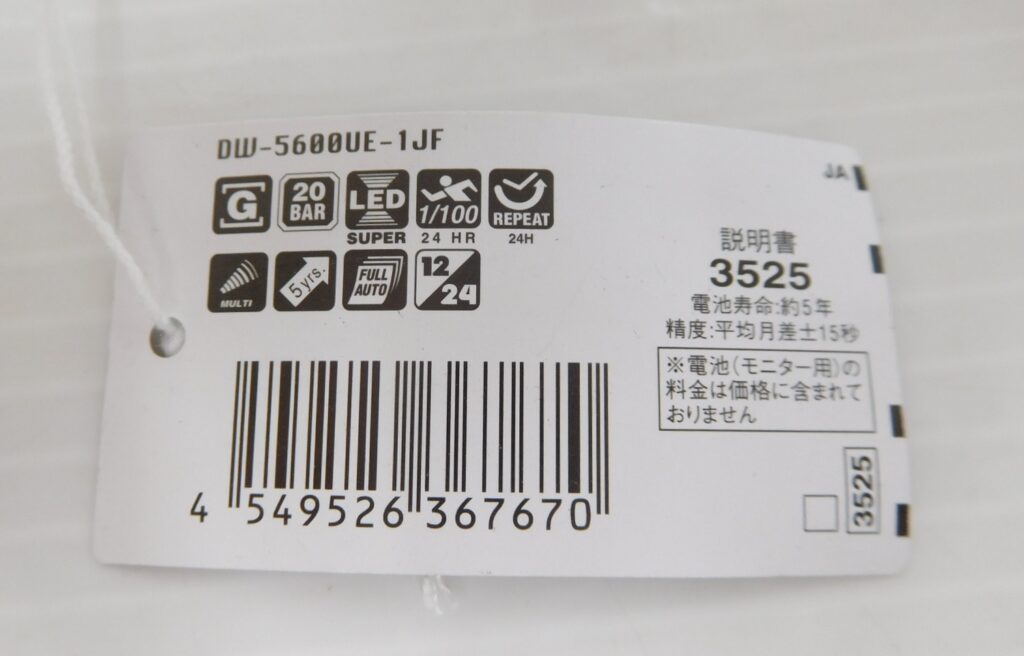 DW-5600UE-1JF
G
20
BAR
LED
SUPER
1/100
24 HR
REPEAT
24H
MULTI
5 yrs.
FULL
AUTO
12
24
JA
説明書
3525
電池寿命:約5年
精度:平均月差±15秒
※電池(モニター用)の
料金は価格に含まれて
おりません
4 549526 367670
3525